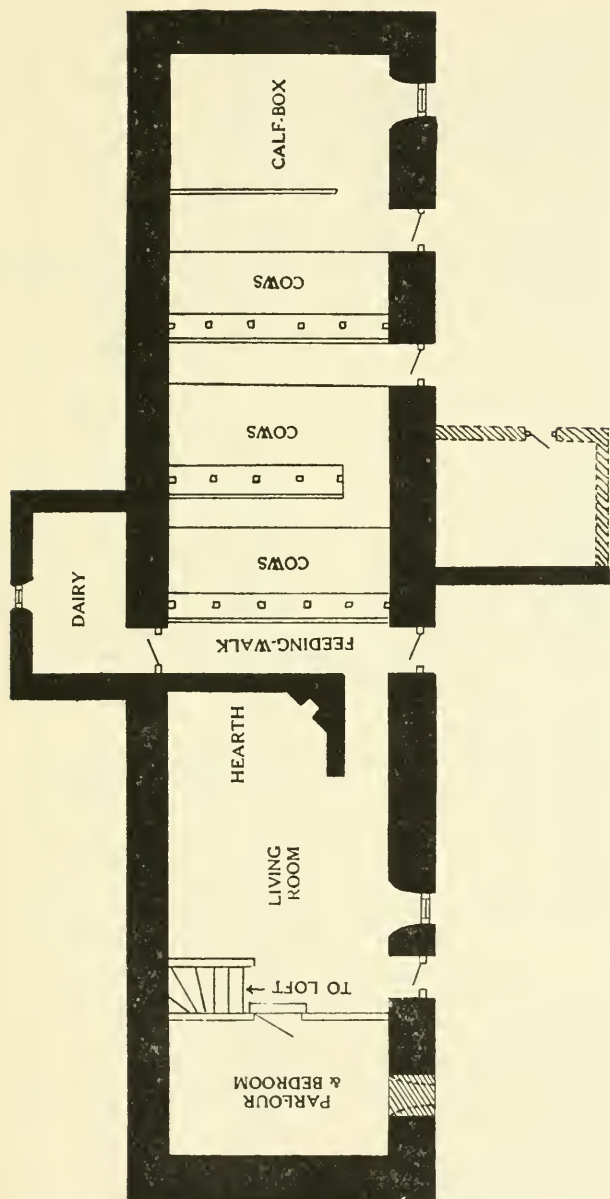 CALF-BOX
COWS
COWS
COWS
DAIRY
FEEDING-WALK
HEARTH
LIVING
ROOM
TO LOFT
PARLOUR
& BEDROOM